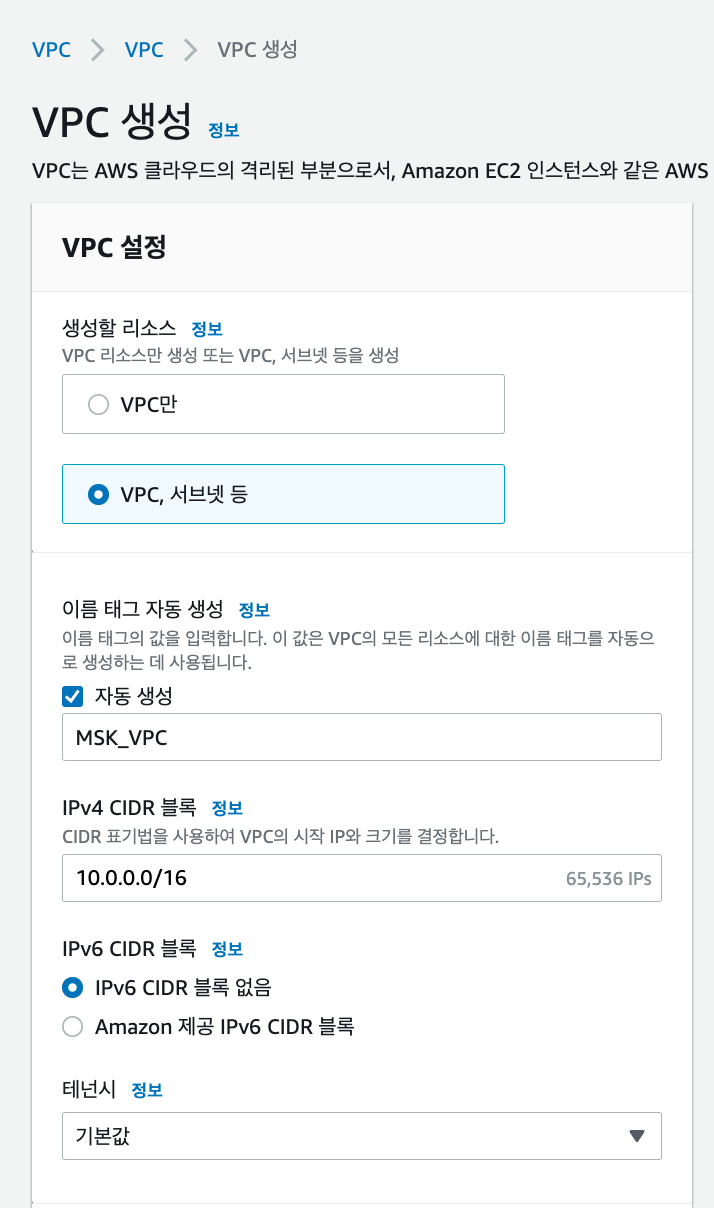 VPC > VPC > VPC 생성
VPC 생성 정보
VPC는 AWS 클라우드의 격리된 부분으로서, Amazon EC2 인스턴스와 같은 AWS
VPC 설정
생성할 리소스 정보
VPC 리소스만 생성 또는 VPC, 서브넷 등을 생성
VPC만
VPC, 서브넷 등
이름 태그 자동 생성 정보
이름 태그의 값을 입력합니다. 이 값은 VPC의 모든 리소스에 대한 이름 태그를 자동으
로 생성하는 데 사용됩니다.
자동 생성
MSK_VPC
IPv4 CIDR 블록 정보
CIDR 표기법을 사용하여 VPC의 시작 IP와 크기를 결정합니다.
10.0.0.0/16 65,536 IPs
IPv6 CIDR 블록 정보
IPv6 CIDR 블록 없음
Amazon 제공 IPv6 CIDR 블록
테넌시 정보
기본값